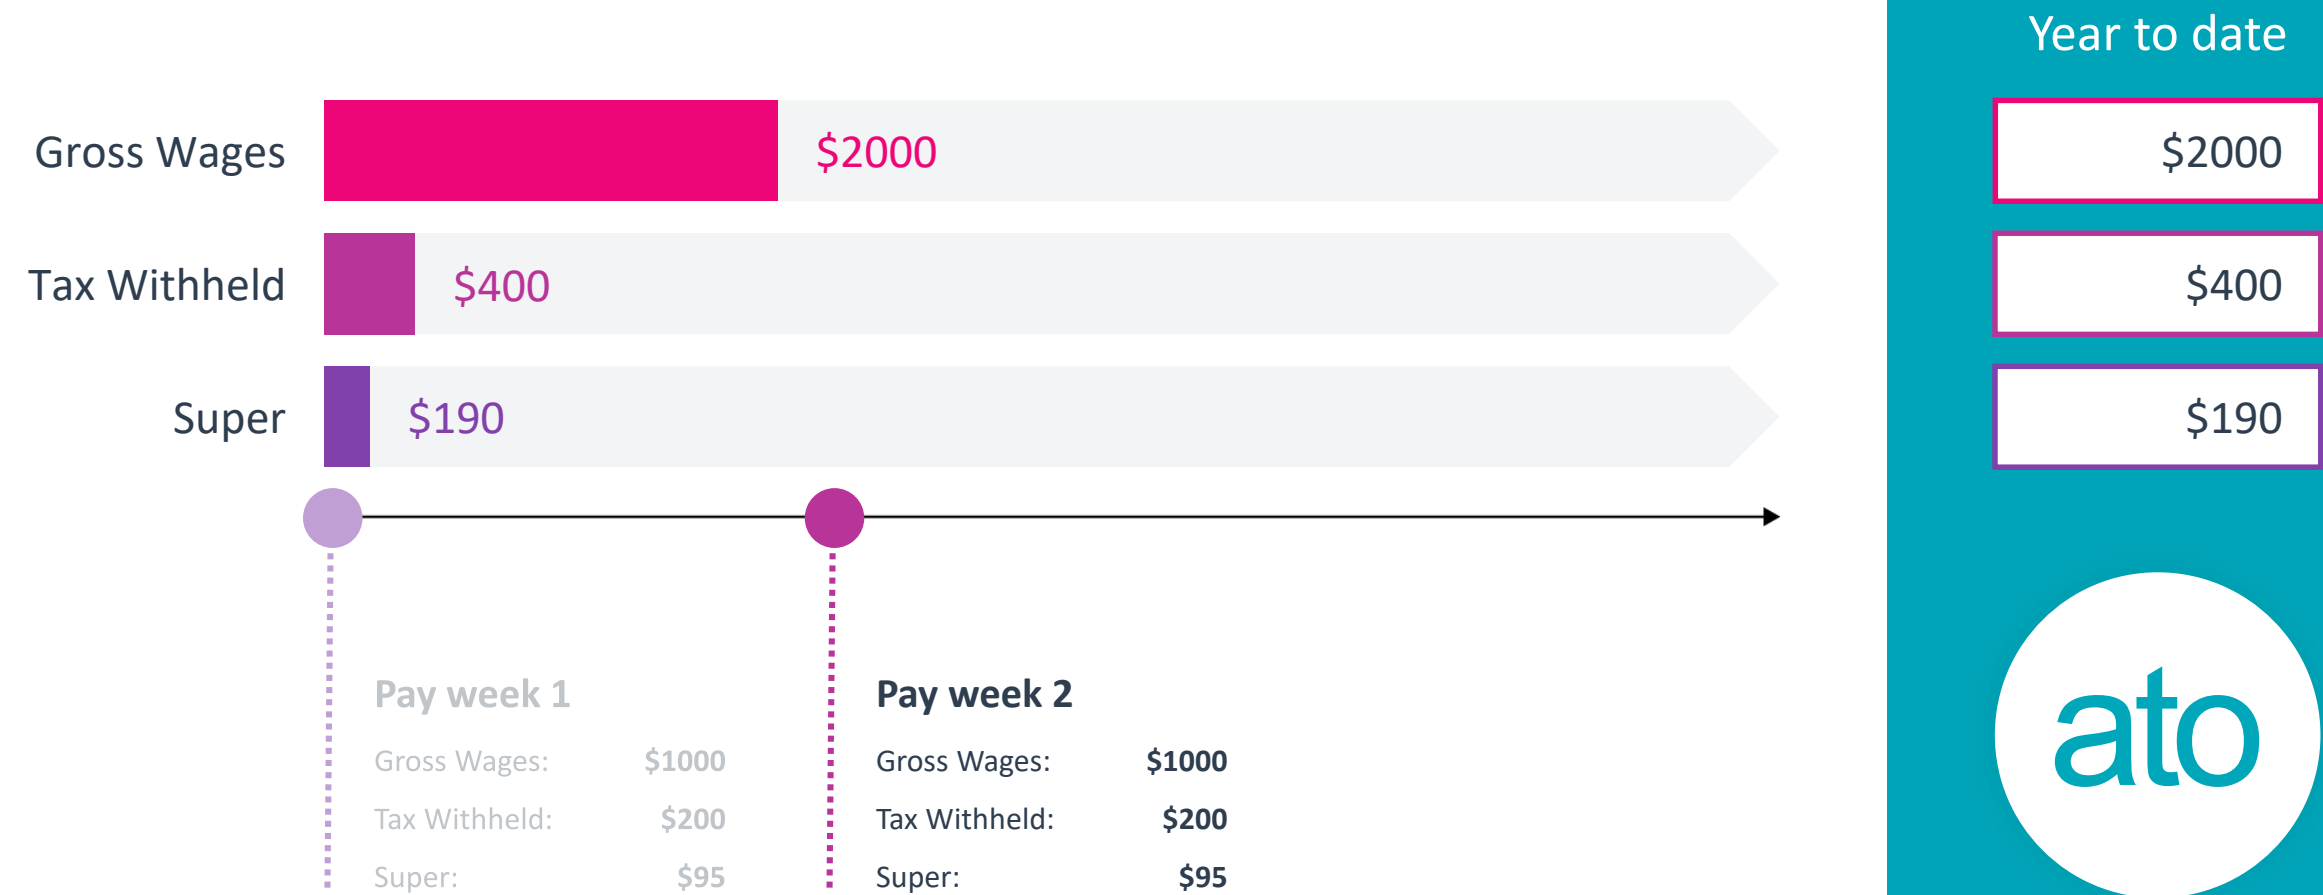 Year to date
Gross Wages $2000 $2000
Tax Withheld $400 $400
Super $190 $190
Pay week 1
Gross Wages: $1000
Tax Withheld: $200
Super: $95
Pay week 2
Gross Wages: $1000
Tax Withheld: $200
Super: $95
ato